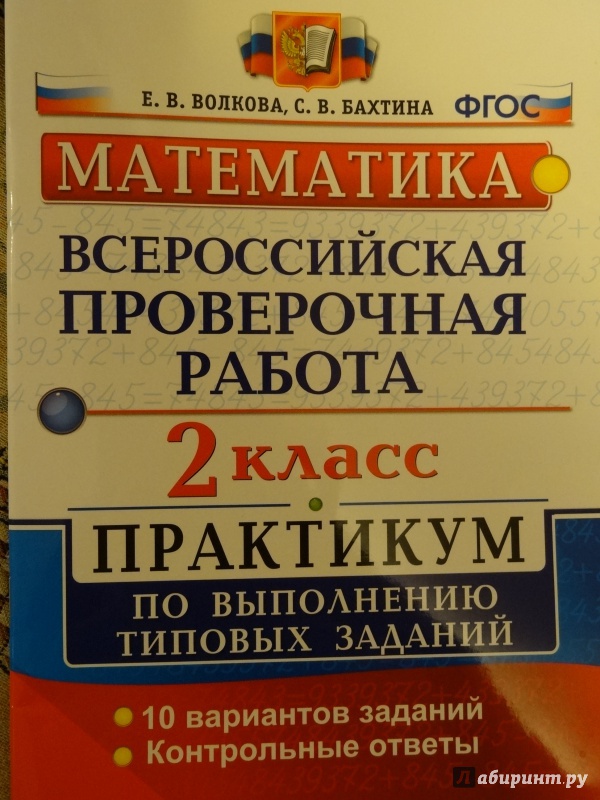 Е. В. ВОЛКОВА, С. В. БАХТИНА
ФГОС
МАТЕМАТИКА
ВСЕРОССИЙСКАЯ
ПРОВЕРОЧНАЯ
РАБОТА
2 класс
ПРАКТИКУМ
ПО ВЫПОЛНЕНИЮ
ТИПОВЫХ ЗАДАНИЙ
10 вариантов заданий
Контрольные ответы
Лабиринт.ру